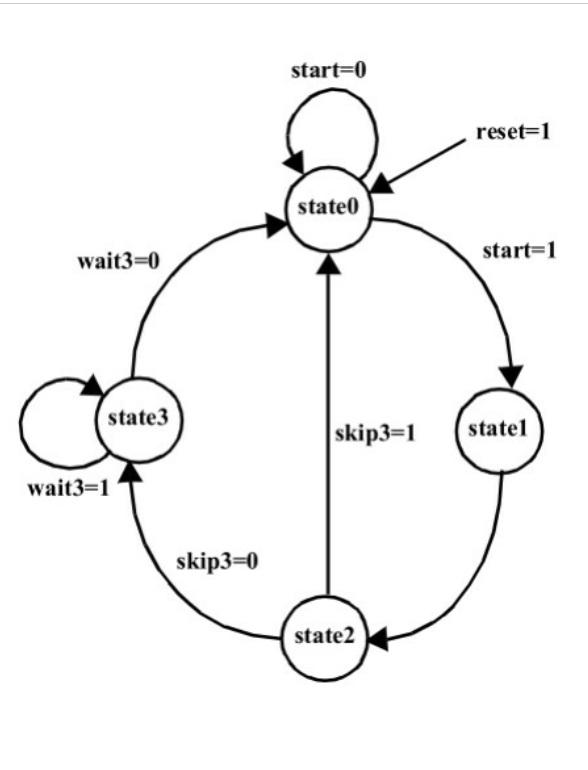 start=0
reset=1
state0
start=1
wait3=0
state3
skip3=1
state1
wait3=1
skip3=0
state2